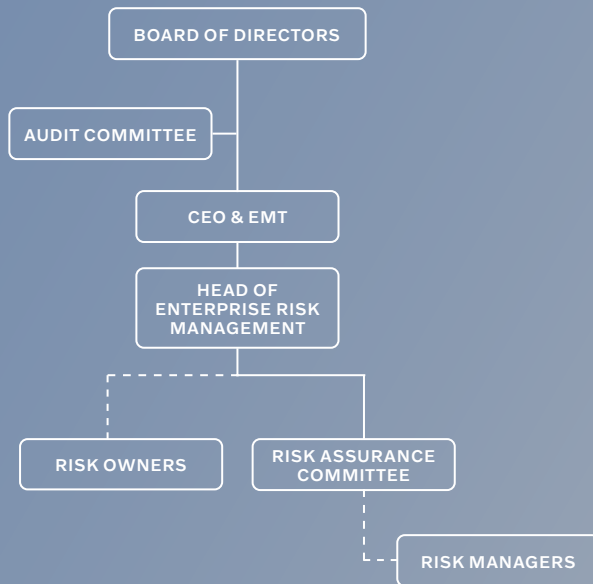 BOARD OF DIRECTORS
AUDIT COMMITTEE
CEO & EMT
HEAD OF
ENTERPRISE RISK
MANAGEMENT
RISK OWNERS
RISK ASSURANCE
COMMITTEE
RISK MANAGERS